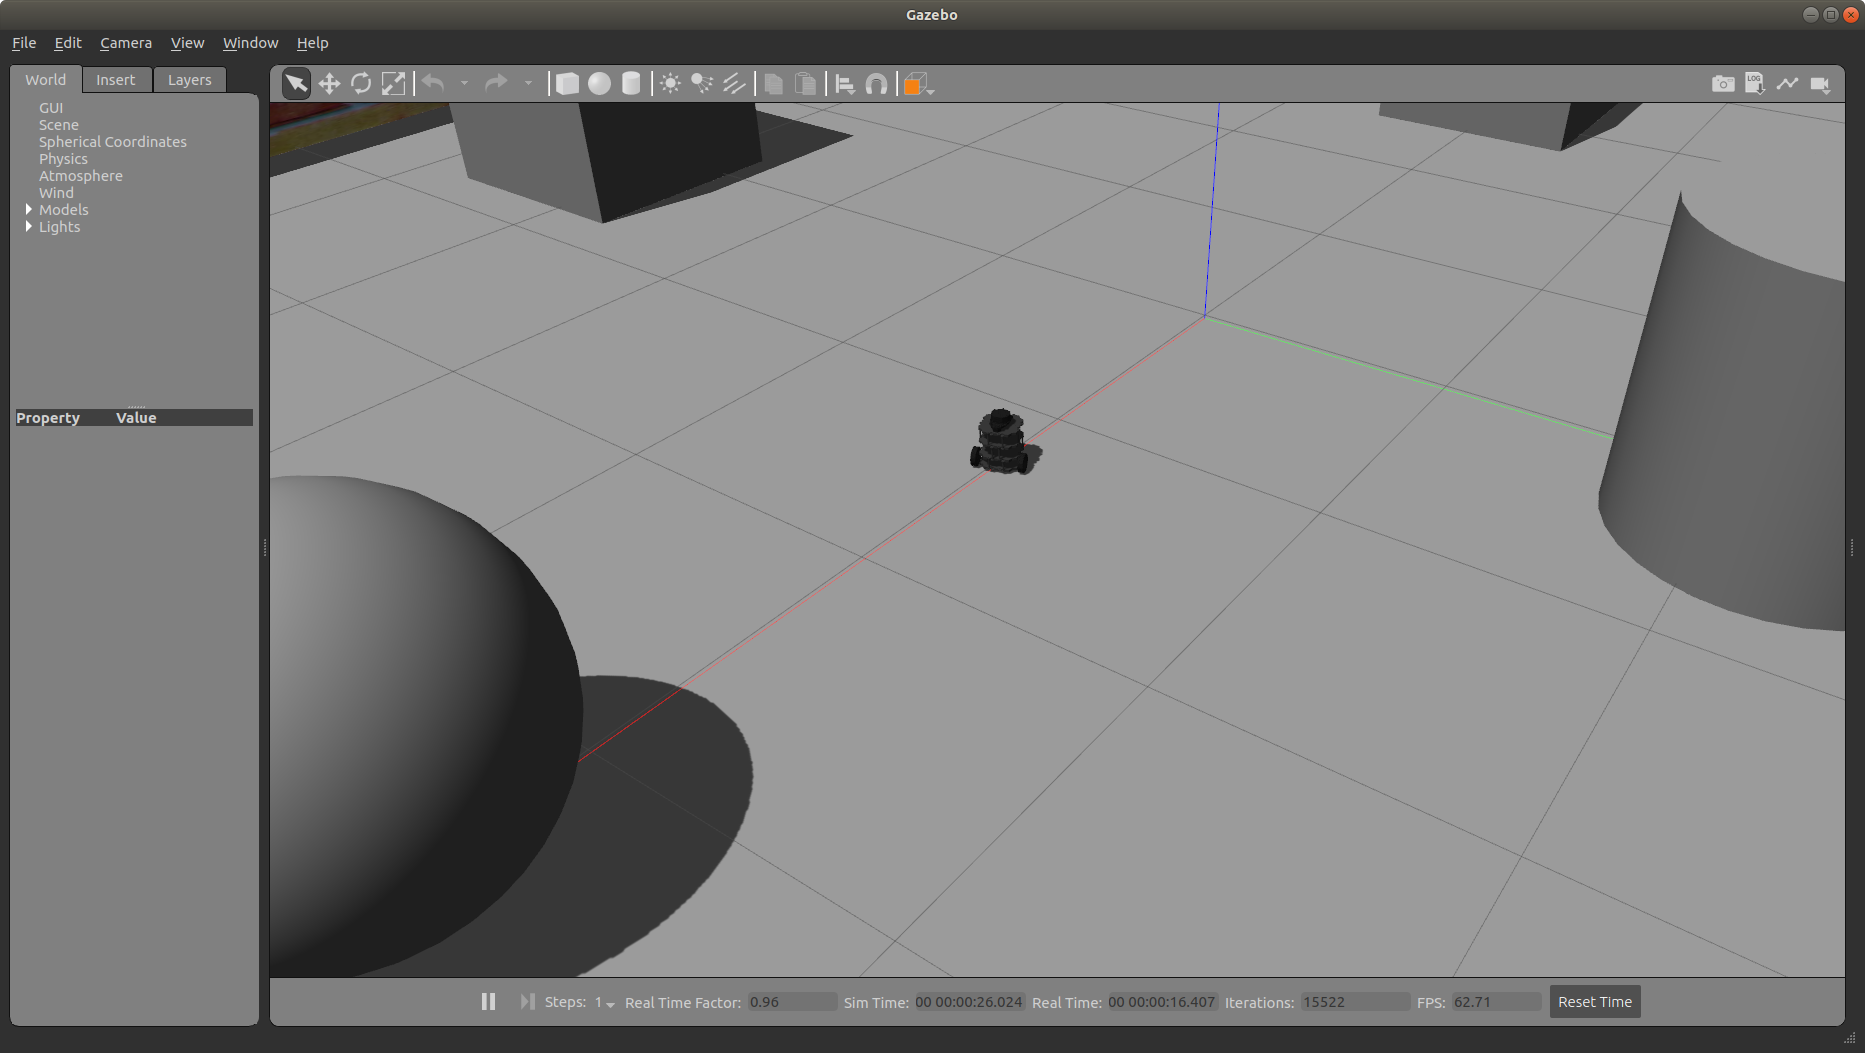 Gazebo
File Edit Camera View Window Help
World Insert Layers
LOG
GUI
Scene
Spherical Coordinates
Physics
Atmosphere
Wind
Models
Lights
Property Value
Steps: 1 Real Time Factor: 0.96 Sim Time: 00 00:00:26.024 Real Time: 00 00:00:16.407 Iterations: 15522 FPS: 62.71 Reset Time